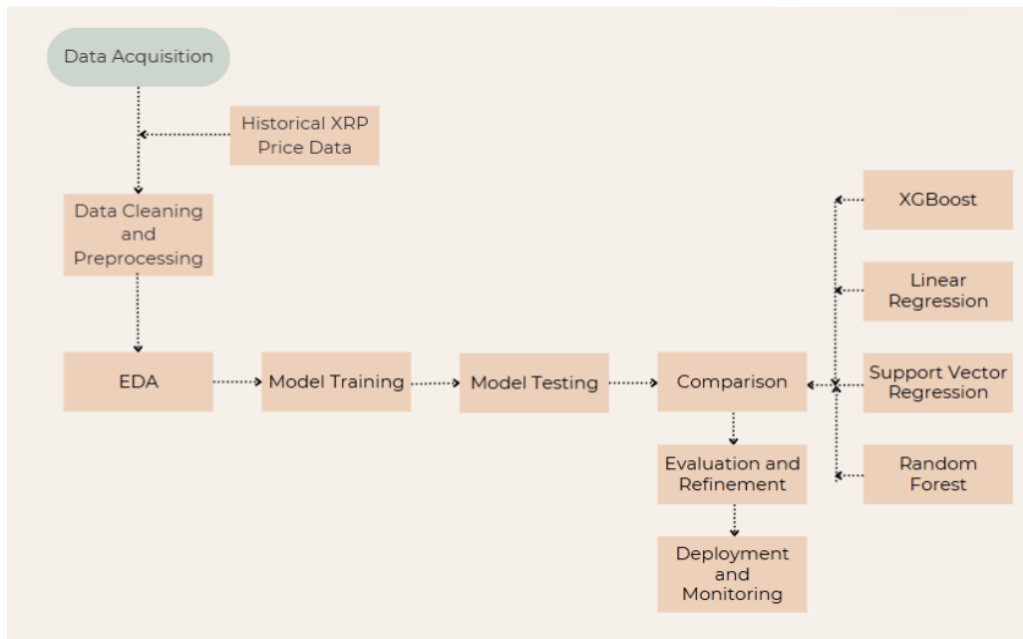 Data Acquisition
Historical XRP
Price Data
Data Cleaning
and
Preprocessing
XGBoost
Linear
Regression
EDA
Model Training
Model Testing
Comparison
Support Vector
Regression
Evaluation and
Refinement
Random
Forest
Deployment
and
Monitoring